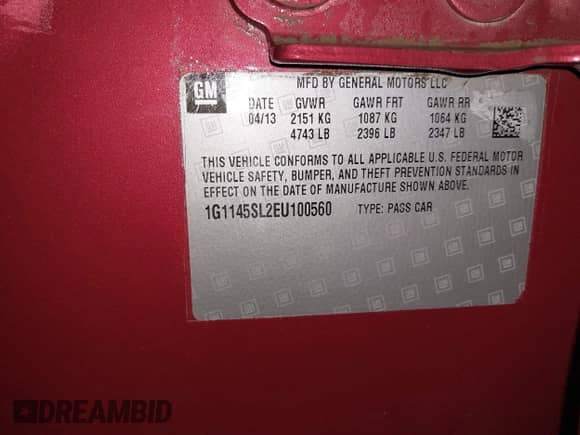 GM
MFD BY GENERAL MOTORS LLC
DATE GVWR GAWR FRT GAWR RR
04/13 2151 KG 1087 KG 1064 KG
4743 LB 2396 LB 2347 LB
THIS VEHICLE CONFORMS TO ALL APPLICABLE U.S. FEDERAL MOTOR
VEHICLE SAFETY, BUMPER, AND THEFT PREVENTION STANDARDS IN
EFFECT ON THE DATE OF MANUFACTURE SHOWN ABOVE.
1G1145SL2EU100560 TYPE: PASS CAR
DREAMBID